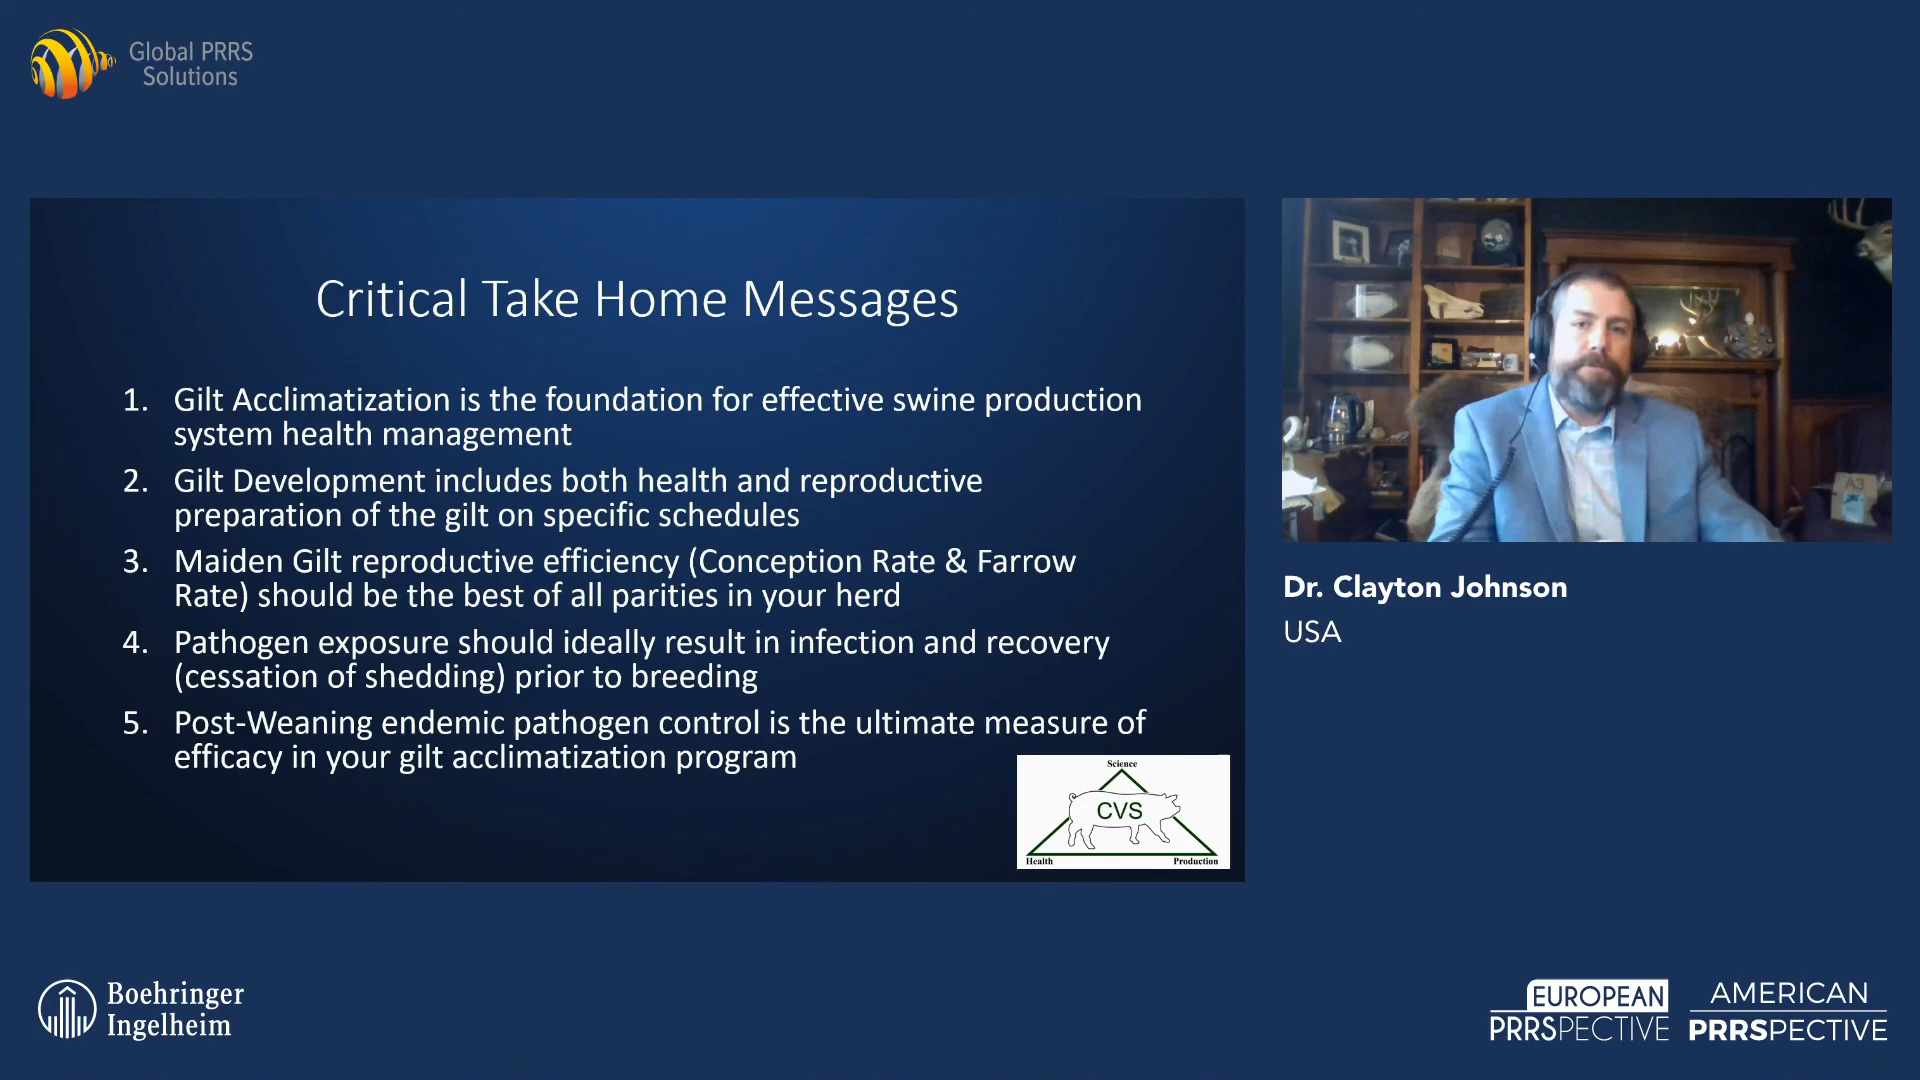 Global PRRS
Solutions
Critical Take Home Messages
1. Gilt Acclimatization is the foundation for effective swine production
system health management
2. Gilt Development includes both health and reproductive
preparation of the gilt on specific schedules
3. Maiden Gilt reproductive efficiency (Conception Rate & Farrow
Rate) should be the best of all parities in your herd
4. Pathogen exposure should ideally result in infection and recovery
(cessation of shedding) prior to breeding
5. Post-Weaning endemic pathogen control is the ultimate measure of
efficacy in your gilt acclimatization program
Science
CVS
Health Production
A3
Dr. Clayton Johnson
USA
Boehringer
Ingelheim
EUROPEAN
PRRSPECTIVE
AMERICAN
PRRSPECTIVE